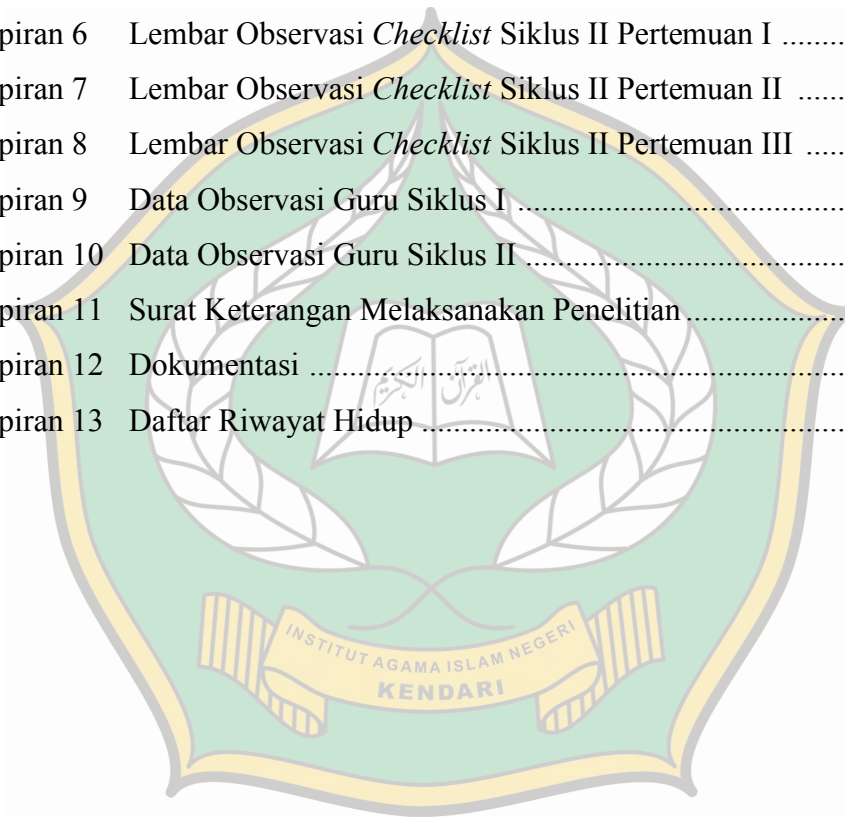 piran 6 Lembar Observasi Checklist Siklus II Pertemuan I ........
piran 7 Lembar Observasi Checklist Siklus II Pertemuan II ......
piran 8 Lembar Observasi Checklist Siklus II Pertemuan III .....
piran 9 Data Observasi Guru Siklus I ..........................................
piran 10 Data Observasi Guru Siklus II .........................................
piran 11 Surat Keterangan Melaksanakan Penelitian ....................
piran 12 Dokumentasi ....................................................................
piran 13 Daftar Riwayat Hidup ......................................................
القرآن الكريم
INSTITUT AGAMA ISLAM NEGERI
KENDARI